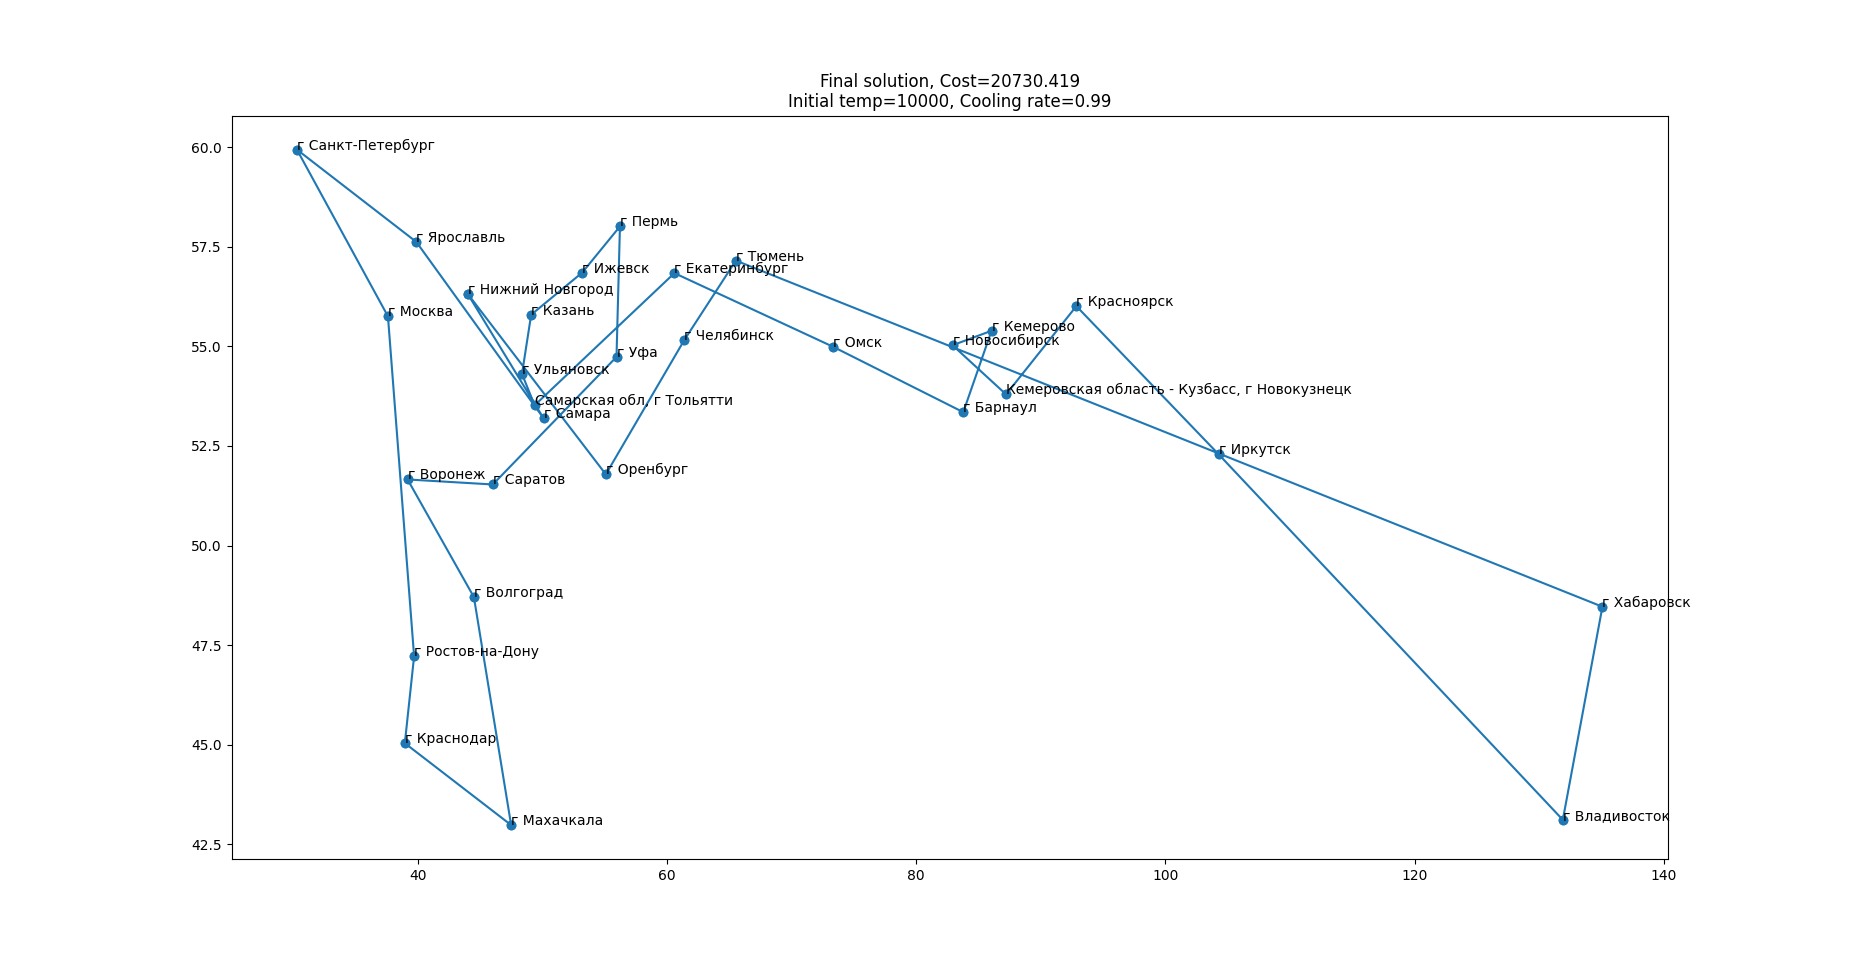 Final solution, Cost=20730.419
Initial temp=10000, Cooling rate=0.99
60.0
57.5
55.0
52.5
50.0
47.5
45.0
42.5
г Санкт-Петербург
г Пермь
г Ярославль
г Тюмень
г Ижевск
г Екатеринбург
г Нижний Новгород
г Красноярск
г Казань
г Москва
г Кемерово
г Челябинск
г Новосибирск
г Омск
г Уфа
г Ульяновск
Кемеровская область - Кузбасс, г Новокузнецк
Самарская обл, г Тольятти
г Барнаул
г Самара
г Иркутск
г Оренбург
г Воронеж
г Саратов
г Волгоград
г Хабаровск
г Ростов-на-Дону
г Краснодар
г Владивосток
г Махачкала
40
60
80
100
120
140